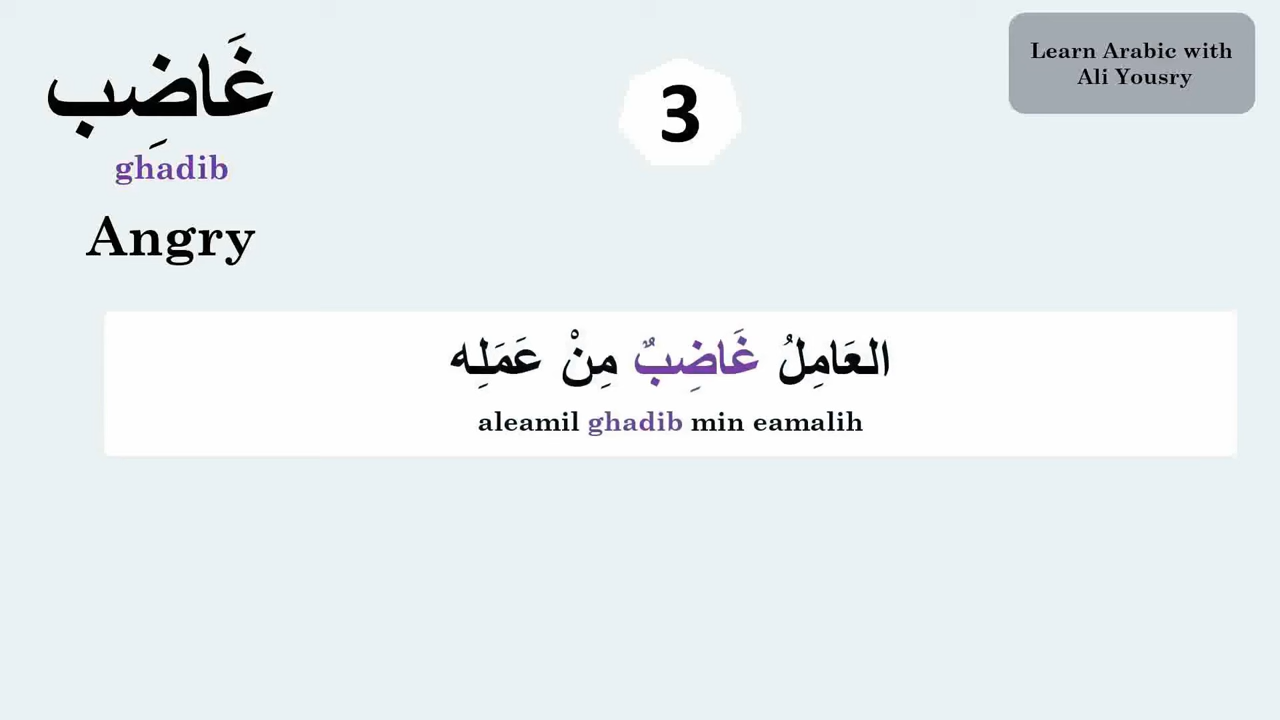 غَاضِب
ghadib
Angry
3
Learn Arabic with
Ali Yousry
العَامِلُ غَاضِبٌ مِنْ عَمَلِه
aleamil ghadib min eamalih